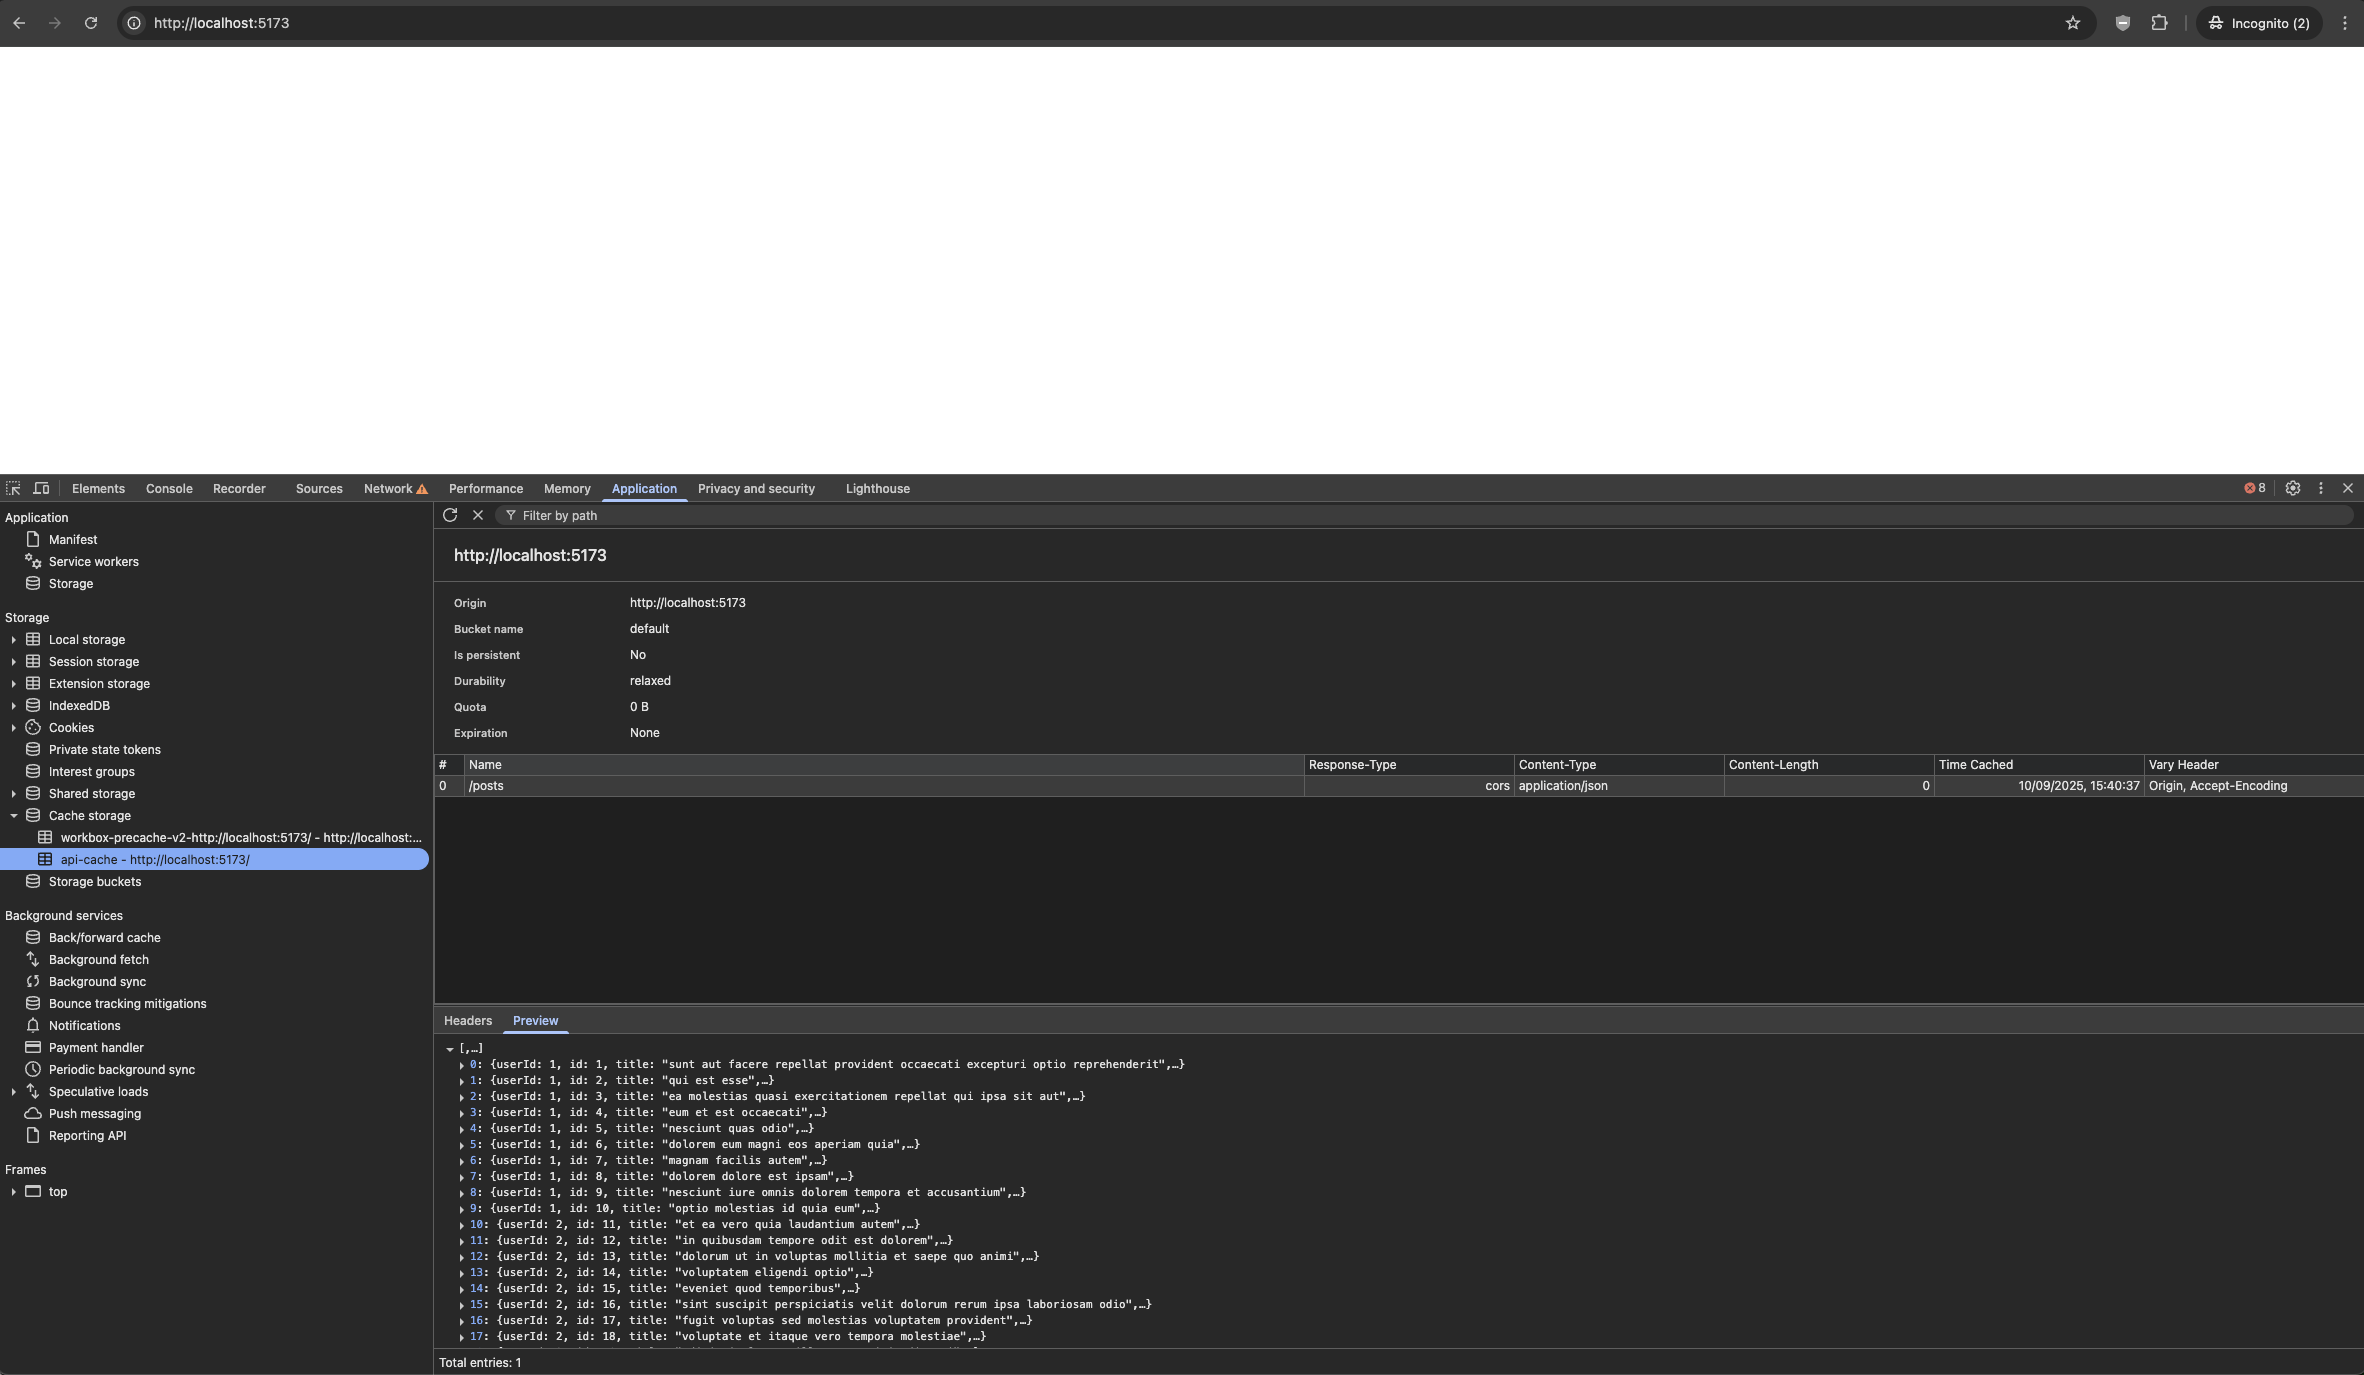 http://localhost:5173
Incognito (2)
Elements Console Recorder Sources Network Performance Memory Application Privacy and security Lighthouse 8
Application
Manifest
Service workers
Storage
Storage
Local storage
Session storage
Extension storage
IndexedDB
Cookies
Private state tokens
Interest groups
Shared storage
Cache storage
workbox-precache-v2-http://localhost:5173/ - http://localhost:...
api-cache - http://localhost:5173/
Storage buckets
Background services
Back/forward cache
Background fetch
Background sync
Bounce tracking mitigations
Notifications
Payment handler
Periodic background sync
Speculative loads
Push messaging
Reporting API
Frames
top
Filter by path
http://localhost:5173
Origin http://localhost:5173
Bucket name default
Is persistent No
Durability relaxed
Quota 0 B
Expiration None
# Name Response-Type Content-Type Content-Length Time Cached Vary Header
0 /posts cors application/json 0 10/09/2025, 15:40:37 Origin, Accept-Encoding
Headers Preview
[,…]
0: {userId: 1, id: 1, title: "sunt aut facere repellat provident occaecati excepturi optio reprehenderit",…}
1: {userId: 1, id: 2, title: "qui est esse",…}
2: {userId: 1, id: 3, title: "ea molestias quasi exercitationem repellat qui ipsa sit aut",…}
3: {userId: 1, id: 4, title: "eum et est occaecati",…}
4: {userId: 1, id: 5, title: "nesciunt quas odio",…}
5: {userId: 1, id: 6, title: "dolorem eum magni eos aperiam quia",…}
6: {userId: 1, id: 7, title: "magnam facilis autem",…}
7: {userId: 1, id: 8, title: "dolorem dolore est ipsam",…}
8: {userId: 1, id: 9, title: "nesciunt iure omnis dolorem tempora et accusantium",…}
9: {userId: 1, id: 10, title: "optio molestias id quia eum",…}
10: {userId: 2, id: 11, title: "et ea vero quia laudantium autem",…}
11: {userId: 2, id: 12, title: "in quibusdam tempore odit est dolorem",…}
12: {userId: 2, id: 13, title: "dolorum ut in voluptas mollitia et saepe quo animi",…}
13: {userId: 2, id: 14, title: "voluptatem eligendi optio",…}
14: {userId: 2, id: 15, title: "eveniet quod temporibus",…}
15: {userId: 2, id: 16, title: "sint suscipit perspiciatis velit dolorum rerum ipsa laboriosam odio",…}
16: {userId: 2, id: 17, title: "fugit voluptas sed molestias voluptatem provident",…}
17: {userId: 2, id: 18, title: "voluptate et itaque vero tempora molestiae",…}
Total entries: 1